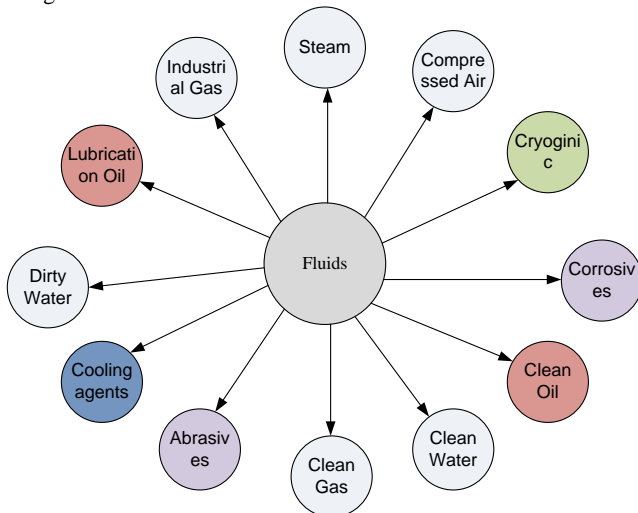 Steam
Compre
ssed Air
Industri
al Gas
Cryogini
c
Lubricati
on Oil
Fluids
Corrosiv
es
Dirty
Water
Cooling
agents
Clean
Oil
Abrasiv
es
Clean
Water
Clean
Gas